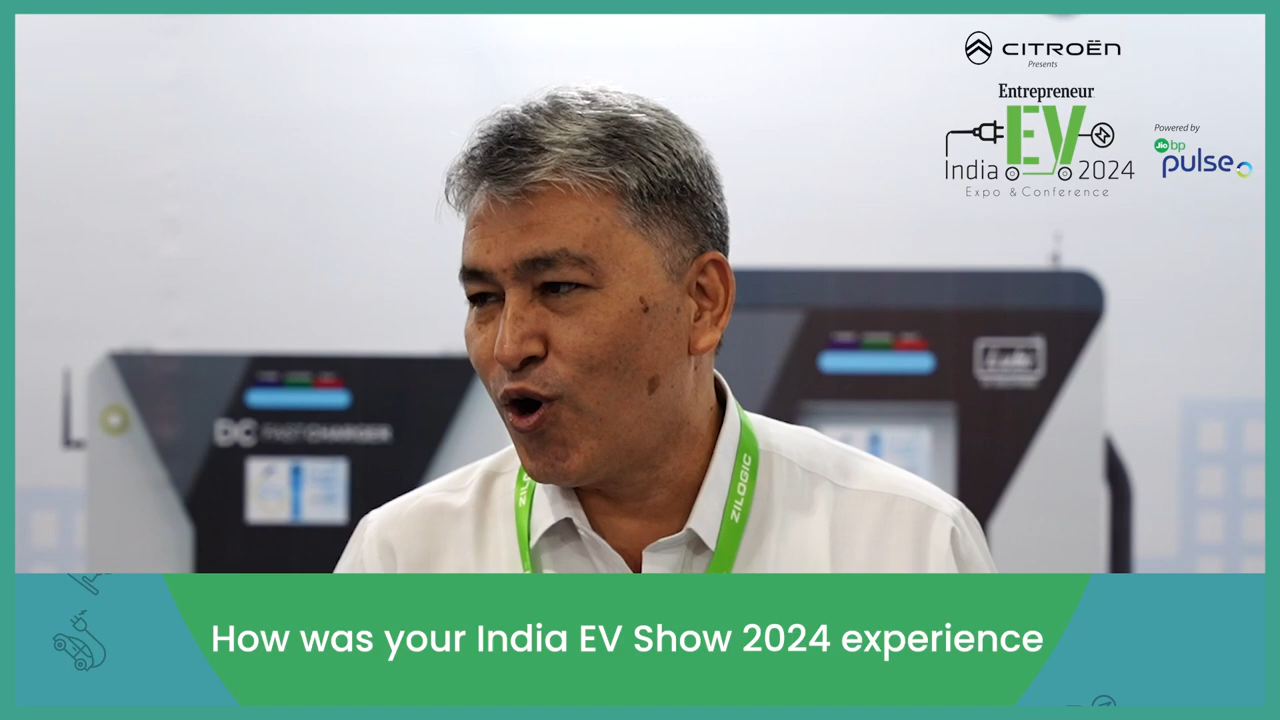 CITROËN
Presents
Entrepreneur
EV
India 2024
Expo & Conference
Powered by
Jio bp
pulse
DC FAST CHARGER
ZILOGIC
ZILOGIC
How was your India EV Show 2024 experience